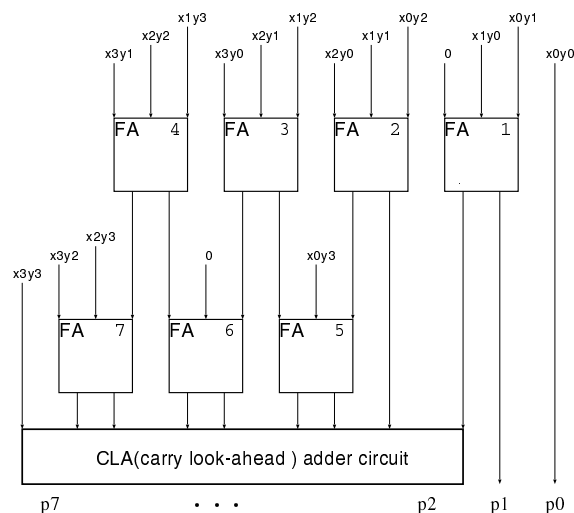 x1y3 x1y2 x0y2 x0y1
x2y2 x2y1 x1y1 x1y0
x3y1 x3y0 x2y0 0 x0y0
FA 4 FA 3 FA 2 FA 1
x2y3
x3y2 0 x0y3
x3y3
FA 7 FA 6 FA 5
CLA(carry look-ahead ) adder circuit
p7 . . . p2 p1 p0